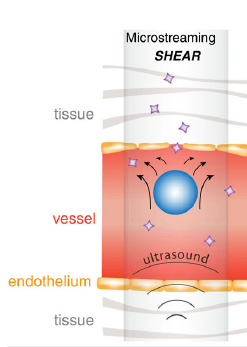 Microstreaming
SHEAR
tissue
vessel
ultrasound
endothelium
tissue